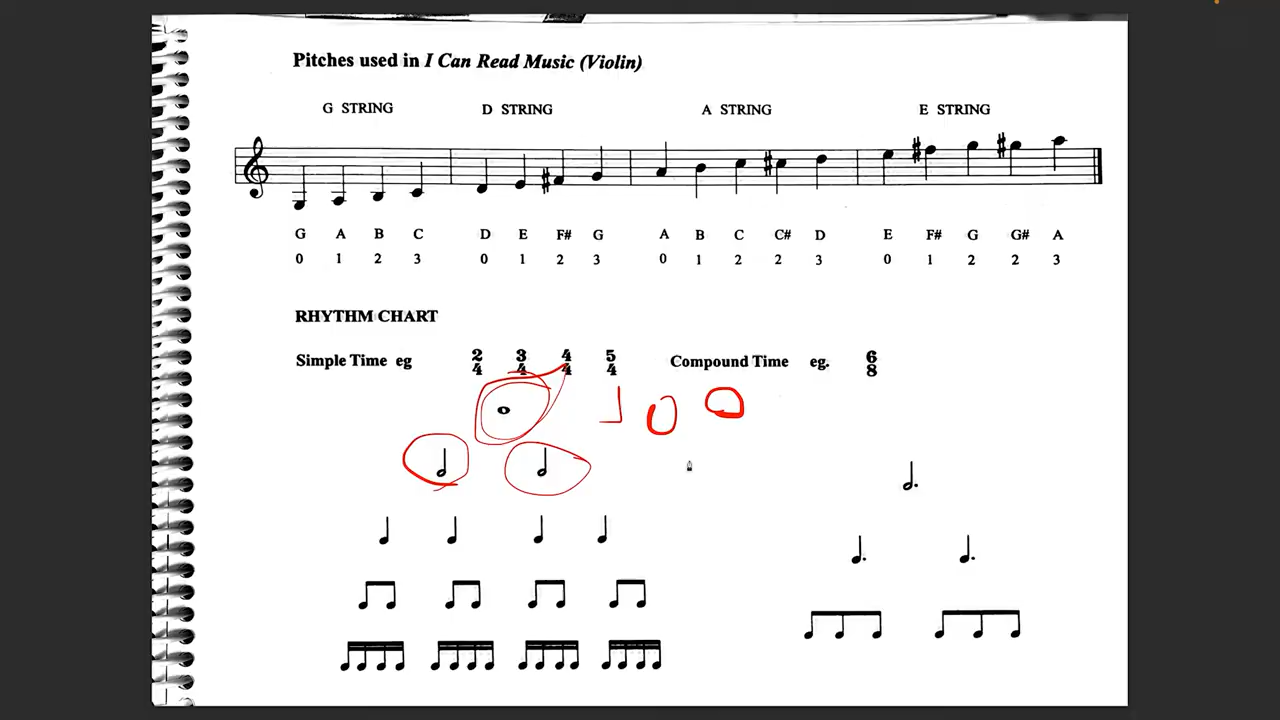 Pitches used in I Can Read Music (Violin)
G STRING D STRING A STRING E STRING
G A B C D E F# G A B C C# D E F# G G# A
0 1 2 3 0 1 2 3 0 1 2 2 3 0 1 2 2 3
RHYTHM CHART
Simple Time eg 2/4 3/4 4/4 5/4 Compound Time eg. 6/8